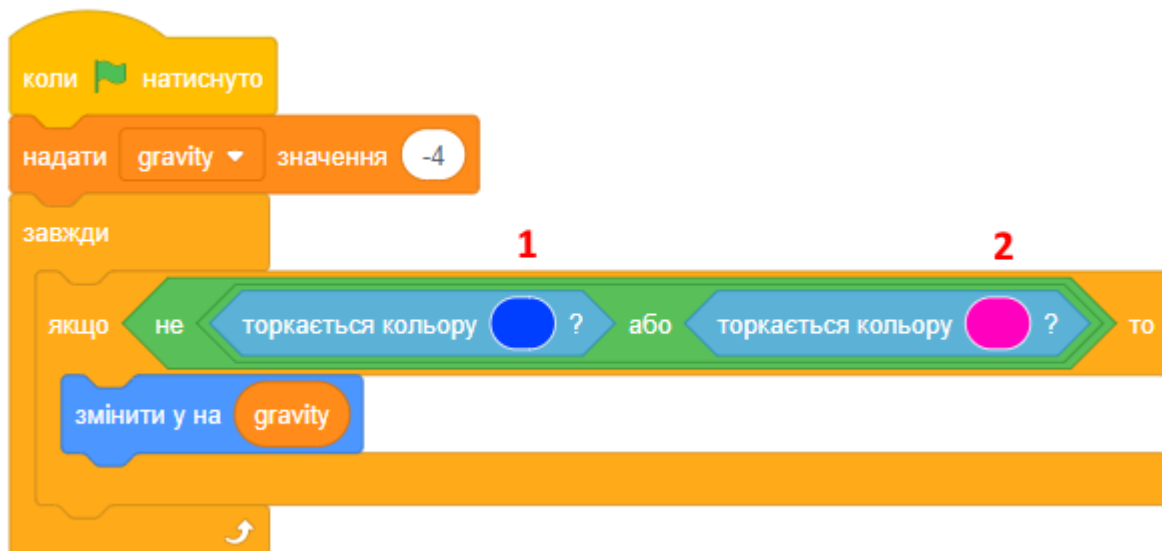 коли натиснуто
надати gravity значення -4
завжди
1 2
якщо не торкається кольору ? або торкається кольору ? то
змінити у на gravity